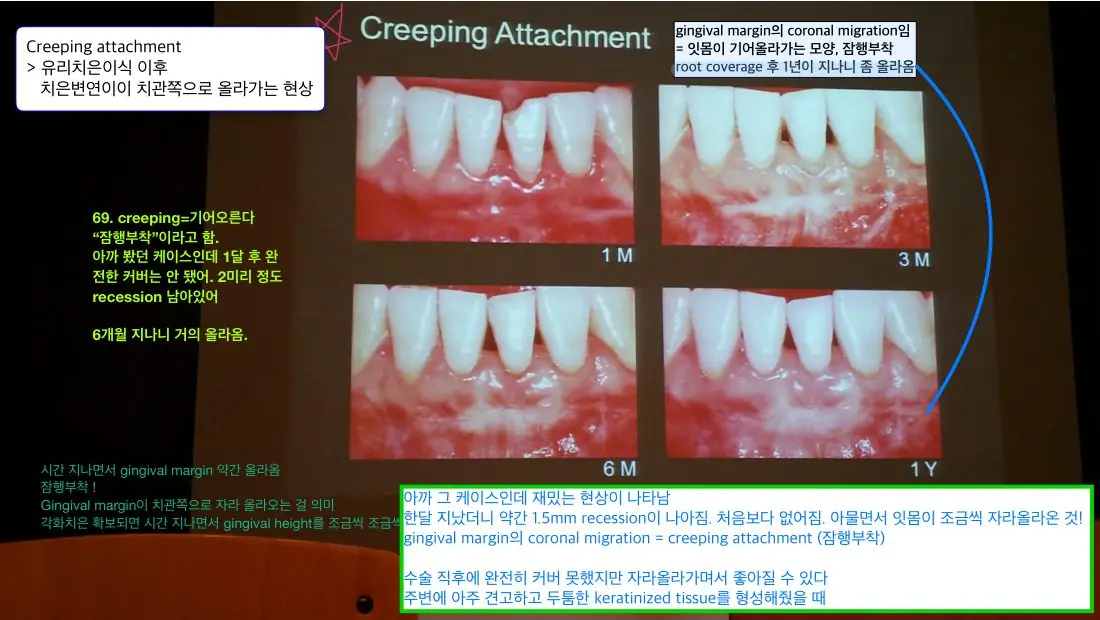 Creeping attachment
> 유리치은이식 이후
치은변연이이 치관쪽으로 올라가는 현상
Creeping Attachment
gingival margin의 coronal migration임
= 잇몸이 기어올라가는 모양, 잠행부착
root coverage 후 1년이 지나니 좀 올라옴
1 M
3 M
69. creeping=기어오른다
“잠행부착”이라고 함.
아까 봤던 케이스인데 1달 후 완
전한 커버는 안 됐어. 2미리 정도
recession 남아있어
6개월 지나니 거의 올라옴.
6 M
1 Y
시간 지나면서 gingival margin 약간 올라옴
잠행부착 !
Gingival margin이 치관쪽으로 자라 올라오는 걸 의미
각화치은 확보되면 시간 지나면서 gingival height를 조금씩 조금씩
아까 그 케이스인데 재밌는 현상이 나타남
한달 지났더니 약간 1.5mm recession이 나아짐. 처음보다 없어짐. 아물면서 잇몸이 조금씩 자라올라온 것!
gingival margin의 coronal migration = creeping attachment (잠행부착)
수술 직후에 완전히 커버 못했지만 자라올라가며서 좋아질 수 있다
주변에 아주 견고하고 두툼한 keratinized tissue를 형성해줬을 때